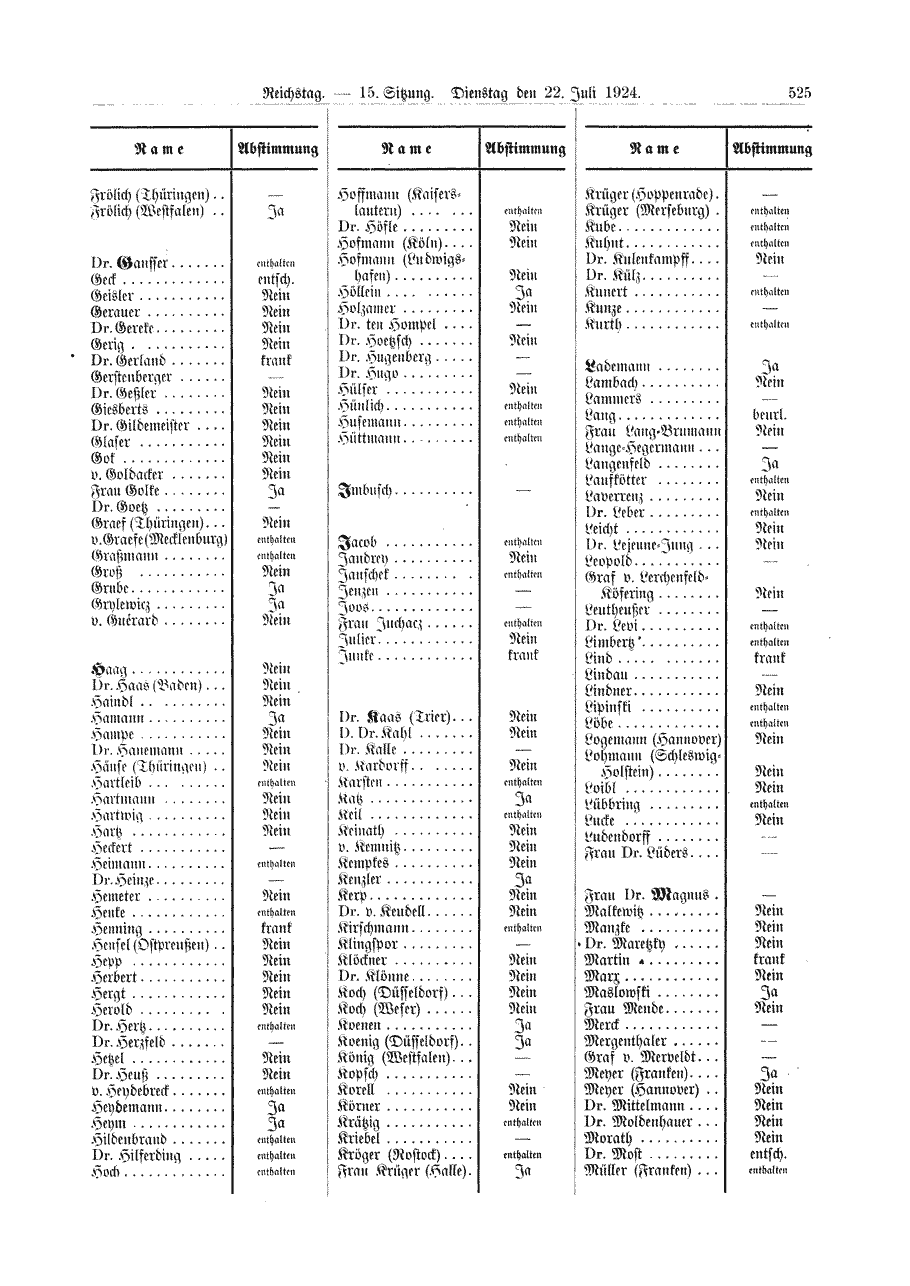 Reichstag. — 15. Sitzung. Dienstag den 22. Juli 1924. 525
Name Abstimmung
Frölich (Thüringen) . . —
Frölich (Westfalen) . . Ja
Dr. Gansser . . . . . . . enthalten
Geck . . . . . . . . . . . . entsch.
Geisler . . . . . . . . . . Nein
Gerauer . . . . . . . . . . Nein
Dr. Gereke . . . . . . . . . Nein
Gerig . . . . . . . . . . Nein
Dr. Gerland . . . . . . . krank
Gerstenberger . . . . . . —
Dr. Geßler . . . . . . . . . Nein
Giesberts . . . . . . . . . Nein
Dr. Gildemeister . . . . Nein
Glaser . . . . . . . . . . Nein
Gok . . . . . . . . . . . . Nein
v. Goldacker . . . . . . . Nein
Frau Golke . . . . . . . . Ja
Dr. Goetz . . . . . . . . . —
Graef (Thüringen) . . . Nein
v. Graefe (Mecklenburg) enthalten
Graßmann . . . . . . . . enthalten
Groß . . . . . . . . . . Nein
Grube . . . . . . . . . . . Ja
Grylewicz . . . . . . . . . Ja
v. Guérard . . . . . . . . Nein
Haag . . . . . . . . . . . Nein
Dr. Haas (Baden) . . . Nein
Haindl . . . . . . . . . . Nein
Hamann . . . . . . . . . Ja
Hampe . . . . . . . . . . Nein
Dr. Hanemann . . . . . Nein
Häuse (Thüringen) . . Nein
Hartleib . . . . . . . . . enthalten
Hartmann . . . . . . . . Nein
Hartwig . . . . . . . . . . Nein
Hartz . . . . . . . . . . . Nein
Heckert . . . . . . . . . . —
Heimann . . . . . . . . . . enthalten
Dr. Heinze . . . . . . . . . —
Hemeter . . . . . . . . . Nein
Henke . . . . . . . . . . . enthalten
Henning . . . . . . . . . . krank
Hensel (Ostpreußen) . . Nein
Hepp . . . . . . . . . . . Nein
Herbert . . . . . . . . . . . Nein
Hergt . . . . . . . . . . . Nein
Herold . . . . . . . . . . Nein
Dr. Hertz . . . . . . . . . . enthalten
Dr. Herzfeld . . . . . . . —
Hetzel . . . . . . . . . . . Nein
Dr. Heuß . . . . . . . . . Nein
v. Heydebreck . . . . . . . enthalten
Heydemann . . . . . . . . Ja
Heym . . . . . . . . . . . Ja
Hildenbrand . . . . . . . enthalten
Dr. Hilferding . . . . . enthalten
Hoch . . . . . . . . . . . . enthalten
Name Abstimmung
Hoffmann (Kaisers-
lautern) . . . . . . . enthalten
Dr. Höfle . . . . . . . . . Nein
Hofmann (Köln) . . . . Nein
Hofmann (Ludwigs-
hafen) . . . . . . . . . Nein
Höllein . . . . . . . . . . Ja
Holzamer . . . . . . . . . Nein
Dr. ten Hompel . . . . —
Dr. Hoetzsch . . . . . . . Nein
Dr. Hugenberg . . . . . —
Dr. Hugo . . . . . . . . . —
Hülser . . . . . . . . . . Nein
Hünlich . . . . . . . . . . . enthalten
Husemann . . . . . . . . . enthalten
Hüttmann . . . . . . . . . enthalten
Imbusch . . . . . . . . . . —
Jacob . . . . . . . . . . . enthalten
Jandrey . . . . . . . . . . Nein
Janschek . . . . . . . . . enthalten
Jenzen . . . . . . . . . . —
Joos . . . . . . . . . . . . . —
Frau Juchacz . . . . . . enthalten
Julier . . . . . . . . . . . . Nein
Junke . . . . . . . . . . . . krank
Dr. Kaas (Trier) . . . Nein
D. Dr. Kahl . . . . . . . Nein
Dr. Kalle . . . . . . . . . —
v. Kardorff . . . . . . . Nein
Karsten . . . . . . . . . . . enthalten
Katz . . . . . . . . . . . . Ja
Keil . . . . . . . . . . . . enthalten
Keinath . . . . . . . . . . Nein
v. Kemnitz . . . . . . . . . Nein
Kempkes . . . . . . . . . . Nein
Kenzler . . . . . . . . . . Ja
Kerp . . . . . . . . . . . . . Nein
Dr. v. Keudell . . . . . . Nein
Kirschmann . . . . . . . . enthalten
Klingspor . . . . . . . . . —
Klöckner . . . . . . . . . . Nein
Dr. Klönne . . . . . . . . . Nein
Koch (Düsseldorf) . . . Nein
Koch (Weser) . . . . . . Nein
Koenen . . . . . . . . . . . Ja
Koenig (Düsseldorf) . . Ja
König (Westfalen) . . . —
Kopsch . . . . . . . . . . . —
Korell . . . . . . . . . . . Nein
Körner . . . . . . . . . . . Nein
Krätzig . . . . . . . . . . . enthalten
Kriebel . . . . . . . . . . . —
Kröger (Rostock) . . . . enthalten
Frau Krüger (Halle) . Ja
Name Abstimmung
Krüger (Hoppenrade) . —
Krüger (Merseburg) . enthalten
Kube . . . . . . . . . . . . enthalten
Kuhnt . . . . . . . . . . . . enthalten
Dr. Kulenkampff . . . . Nein
Dr. Külz . . . . . . . . . . —
Kunert . . . . . . . . . . . enthalten
Kunze . . . . . . . . . . . . —
Kurth . . . . . . . . . . . . enthalten
Lademann . . . . . . . . Ja
Lambach . . . . . . . . . . Nein
Lammers . . . . . . . . . —
Lang . . . . . . . . . . . . . beurl.
Frau Lang-Brumann Nein
Lange-Hegermann . . . —
Langenfeld . . . . . . . . Ja
Laufkötter . . . . . . . . enthalten
Laverrenz . . . . . . . . . Nein
Dr. Leber . . . . . . . . . enthalten
Leicht . . . . . . . . . . . Nein
Dr. Lejeune-Jung . . . Nein
Leopold . . . . . . . . . . . —
Graf v. Lerchenfeld-
Köfering . . . . . . . . Nein
Leutheußer . . . . . . . . —
Dr. Levi . . . . . . . . . . enthalten
Limbertz . . . . . . . . . . enthalten
Lind . . . . . . . . . . . krank
Lindau . . . . . . . . . . . —
Lindner . . . . . . . . . . . Nein
Lipinski . . . . . . . . . . enthalten
Löbe . . . . . . . . . . . . enthalten
Logemann (Hannover) Nein
Lohmann (Schleswig-
Holstein) . . . . . . . . Nein
Loibl . . . . . . . . . . . Nein
Lübbring . . . . . . . . . enthalten
Lucke . . . . . . . . . . . Nein
Ludendorff . . . . . . . . —
Frau Dr. Lüders . . . . —
Frau Dr. Magnus . —
Malkewitz . . . . . . . . . Nein
Manzke . . . . . . . . . . Nein
Dr. Maretzky . . . . . . Nein
Martin . . . . . . . . . . krank
Marx . . . . . . . . . . . . Nein
Maslowski . . . . . . . . Ja
Frau Mende . . . . . . . Nein
Merck . . . . . . . . . . . —
Mergenthaler . . . . . . —
Graf v. Merveldt . . . —
Meyer (Franken) . . . . Ja
Meyer (Hannover) . . Nein
Dr. Mittelmann . . . . Nein
Dr. Moldenhauer . . . Nein
Morath . . . . . . . . . . Nein
Dr. Most . . . . . . . . . entsch.
Müller (Franken) . . . enthalten